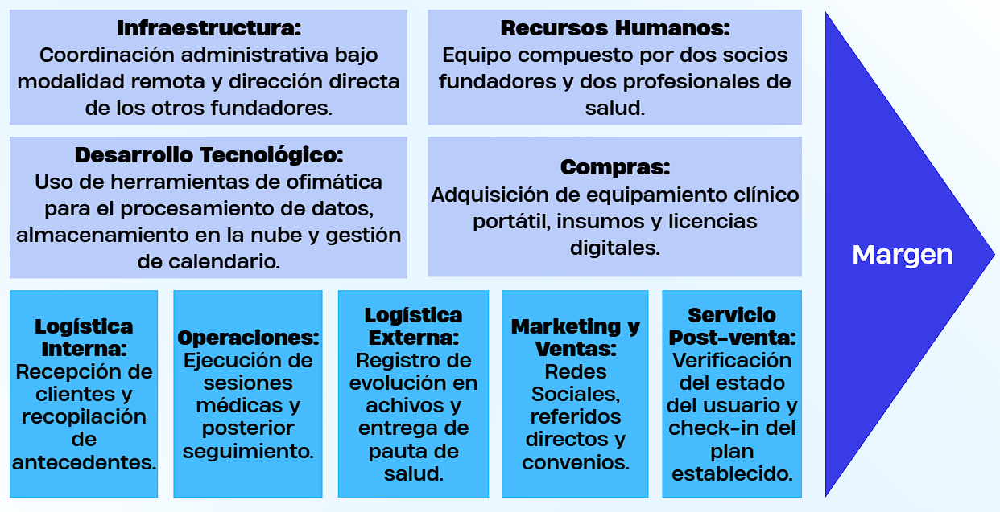 Infraestructura:
Coordinación administrativa bajo
modalidad remota y dirección directa
de los otros fundadores.
Recursos Humanos:
Equipo compuesto por dos socios
fundadores y dos profesionales de
salud.
Desarrollo Tecnológico:
Uso de herramientas de ofimática
para el procesamiento de datos,
almacenamiento en la nube y gestión
de calendario.
Compras:
Adquisición de equipamiento clínico
portátil, insumos y licencias
digitales.
Logística
Interna:
Recepción de
clientes y
recopilación
de
antecedentes.
Operaciones:
Ejecución de
sesiones
médicas y
posterior
seguimiento.
Logística
Externa:
Registro de
evolución en
achivos y
entrega de
pauta de
salud.
Marketing y
Ventas:
Redes
Sociales,
referidos
directos y
convenios.
Servicio
Post-venta:
Verificación
del estado
del usuario y
check-in del
plan
establecido.
Margen